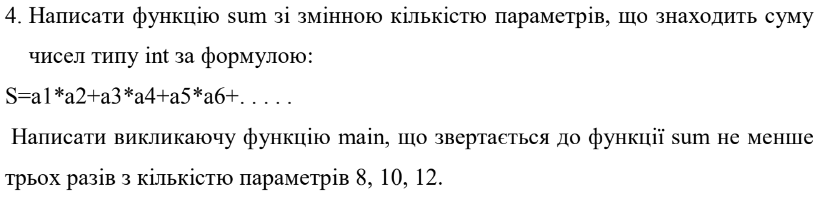 4. Написати функцію sum зі змінною кількістю параметрів, що знаходить суму
чисел типу int за формулою:
S=a1*a2+a3*a4+a5*a6+. . . . .
Написати викликаючу функцію main, що звертається до функції sum не менше
трьох разів з кількістю параметрів 8, 10, 12.